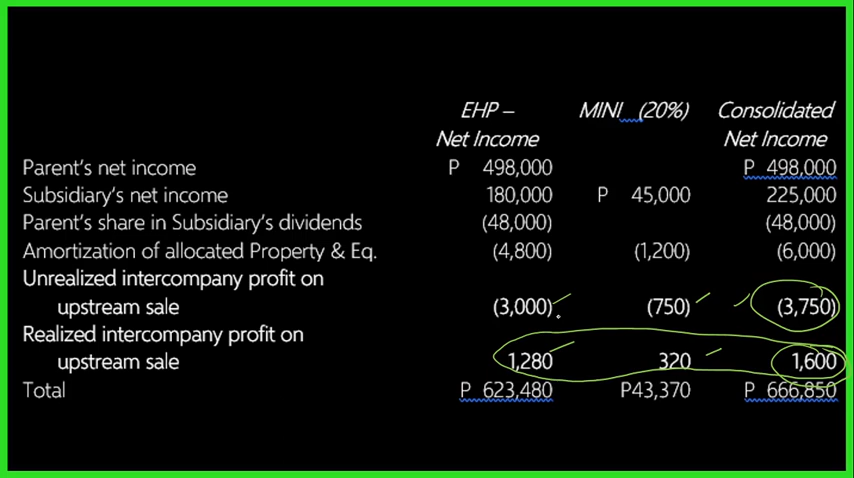 EHP – MINI (20%) Consolidated
Net Income Net Income
Parent's net income P 498,000 P 498,000
Subsidiary's net income 180,000 P 45,000 225,000
Parent's share in Subsidiary's dividends (48,000) (48,000)
Amortization of allocated Property & Eq. (4,800) (1,200) (6,000)
Unrealized intercompany profit on
upstream sale (3,000) (750) (3,750)
Realized intercompany profit on
upstream sale 1,280 320 1,600
Total P 623,480 P43,370 P 666,850